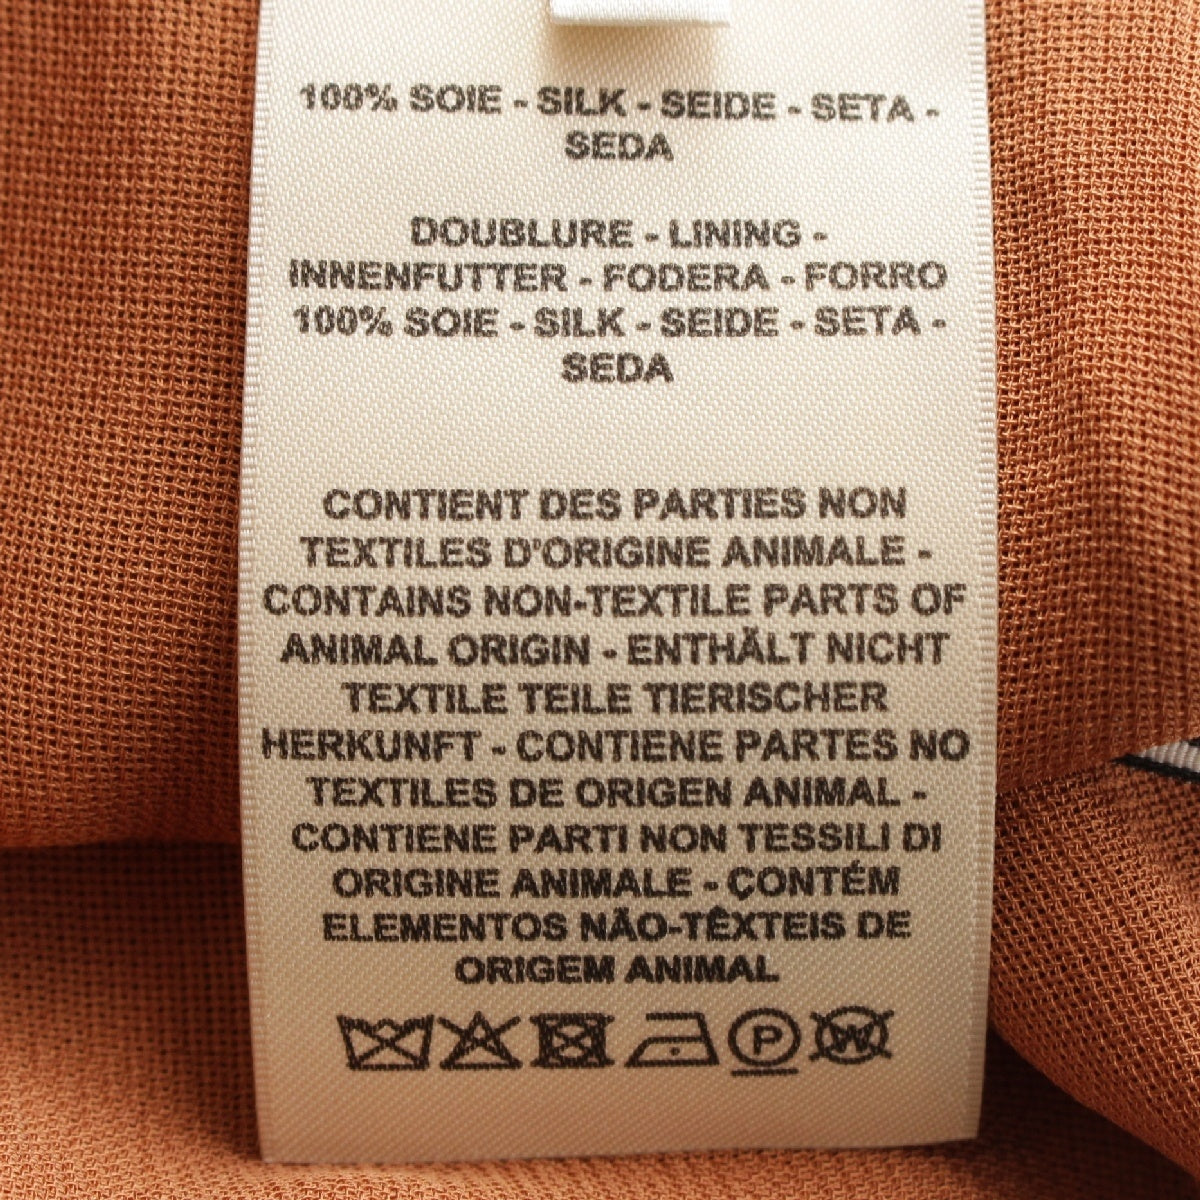 100% SOIE - SILK - SEIDE - SETA -
SEDA
DOUBLURE - LINING -
INNENFUTTER - FODERA - FORRO
100% SOIE - SILK - SEIDE - SETA -
SEDA
CONTIENT DES PARTIES NON
TEXTILES D'ORIGINE ANIMALE -
CONTAINS NON-TEXTILE PARTS OF
ANIMAL ORIGIN - ENTHÄLT NICHT
TEXTILE TEILE TIERISCHER
HERKUNFT - CONTIENE PARTES NO
TEXTILES DE ORIGEN ANIMAL -
CONTIENE PARTI NON TESSILI DI
ORIGINE ANIMALE - ÇONTÉM
ELEMENTOS NÃO-TÊXTEIS DE
ORIGEM ANIMAL
P W